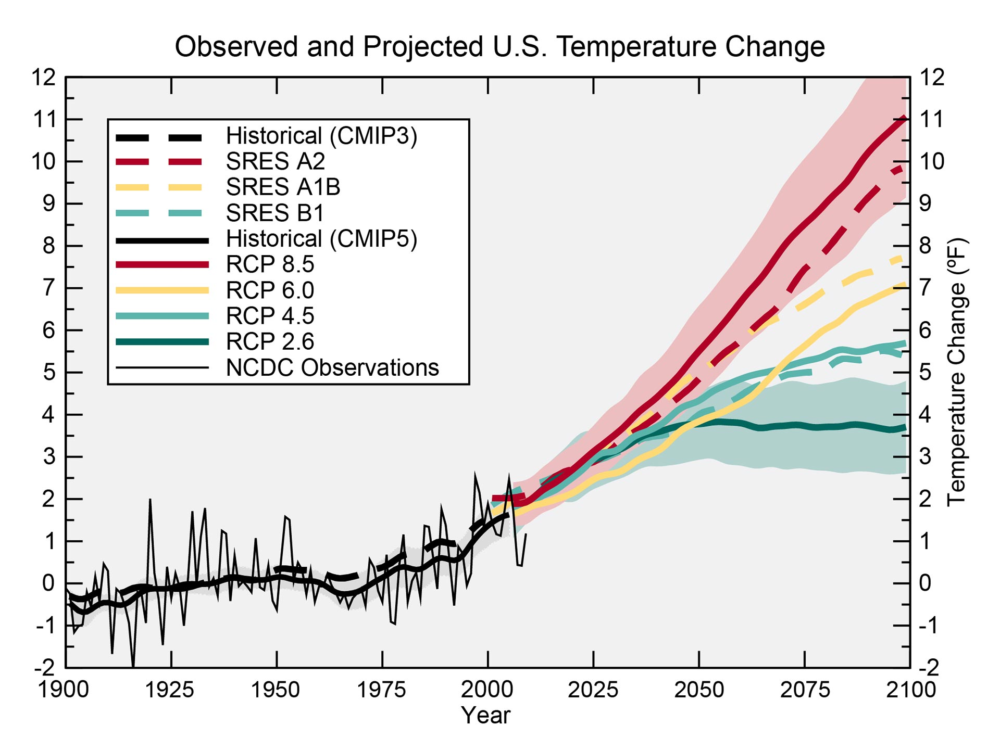 Observed and Projected U.S. Temperature Change
12
11
10
9
8
7
6
5
4
3
2
1
0
-1
-2
Historical (CMIP3)
SRES A2
SRES A1B
SRES B1
Historical (CMIP5)
RCP 8.5
RCP 6.0
RCP 4.5
RCP 2.6
NCDC Observations
12
11
10
9
8
7
6
5
4
3
2
1
0
-1
-2
Temperature Change (ºF)
1900 1925 1950 1975 2000 2025 2050 2075 2100
Year